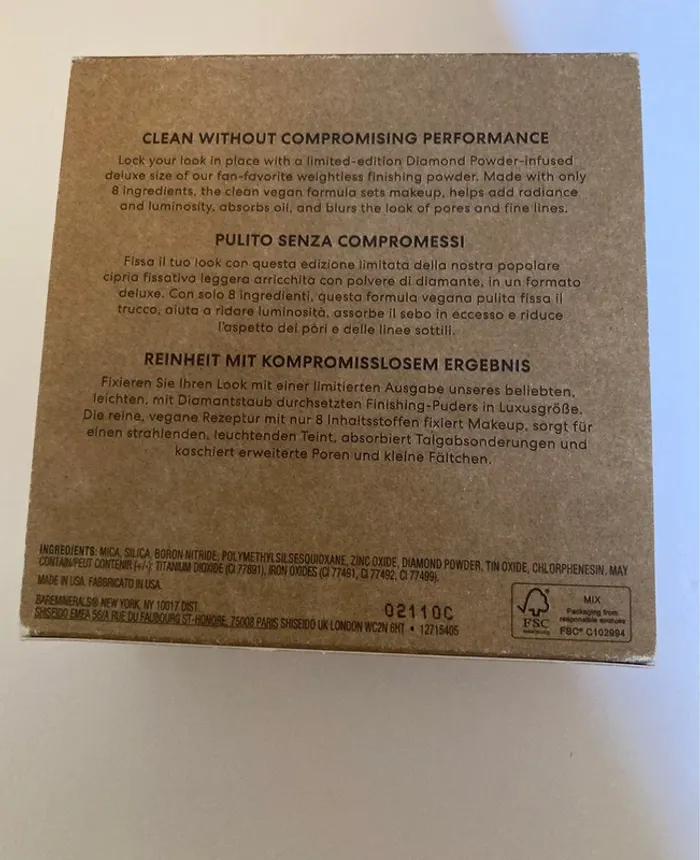 CLEAN WITHOUT COMPROMISING PERFORMANCE
Lock your look in place with a limited-edition Diamond Powder-infused
deluxe size of our fan-favorite weightless finishing powder. Made with only
8 ingredients, the clean vegan formula sets makeup, helps add radiance
and luminosity, absorbs oil, and blurs the look of pores and fine lines.
PULITO SENZA COMPROMESSI
Fissa il tuo look con questa edizione limitata della nostra popolare
cipria fissativa leggera arricchita con polvere di diamante, in un formato
deluxe. Con solo 8 ingredienti, questa formula vegana pulita fissa il
trucco, aiuta a ridare luminosità, assorbe il sebo in eccesso e riduce
l'aspetto dei pori e delle linee sottili.
REINHEIT MIT KOMPROMISSLOSEM ERGEBNIS
Fixieren Sie Ihren Look mit einer limitierten Ausgabe unseres beliebten,
leichten, mit Diamantstaub durchsetzten Finishing-Puders in Luxusgröße.
Die reine, vegane Rezeptur mit nur 8 Inhaltsstoffen fixiert Makeup, sorgt für
einen strahlenden, leuchtenden Teint, absorbiert Talgabsonderungen und
kaschiert erweiterte Poren und kleine Fältchen.
INGREDIENTS: MICA, SILICA, BORON NITRIDE, POLYMETHYLSILSESQUIOXANE, ZINC OXIDE, DIAMOND POWDER, TIN OXIDE, CHLORPHENESIN, MAY
CONTAIN/PEUT CONTENIR (+/-): TITANIUM DIOXIDE (CI 77891), IRON OXIDES (CI 77491, CI 77492, CI 77499).
MADE IN USA. FABBRICATO IN USA.
BAREMINERALS® NEW YORK, NY 10017 DIST.
SHISEIDO EMEA 56/A RUE DU FAUBOURG ST-HONORE, 75008 PARIS SHISEIDO UK LONDON WC2N 6HT • 12715405
02110C
FSC
MIX
Packaging from
responsible sources
FSC® C102994